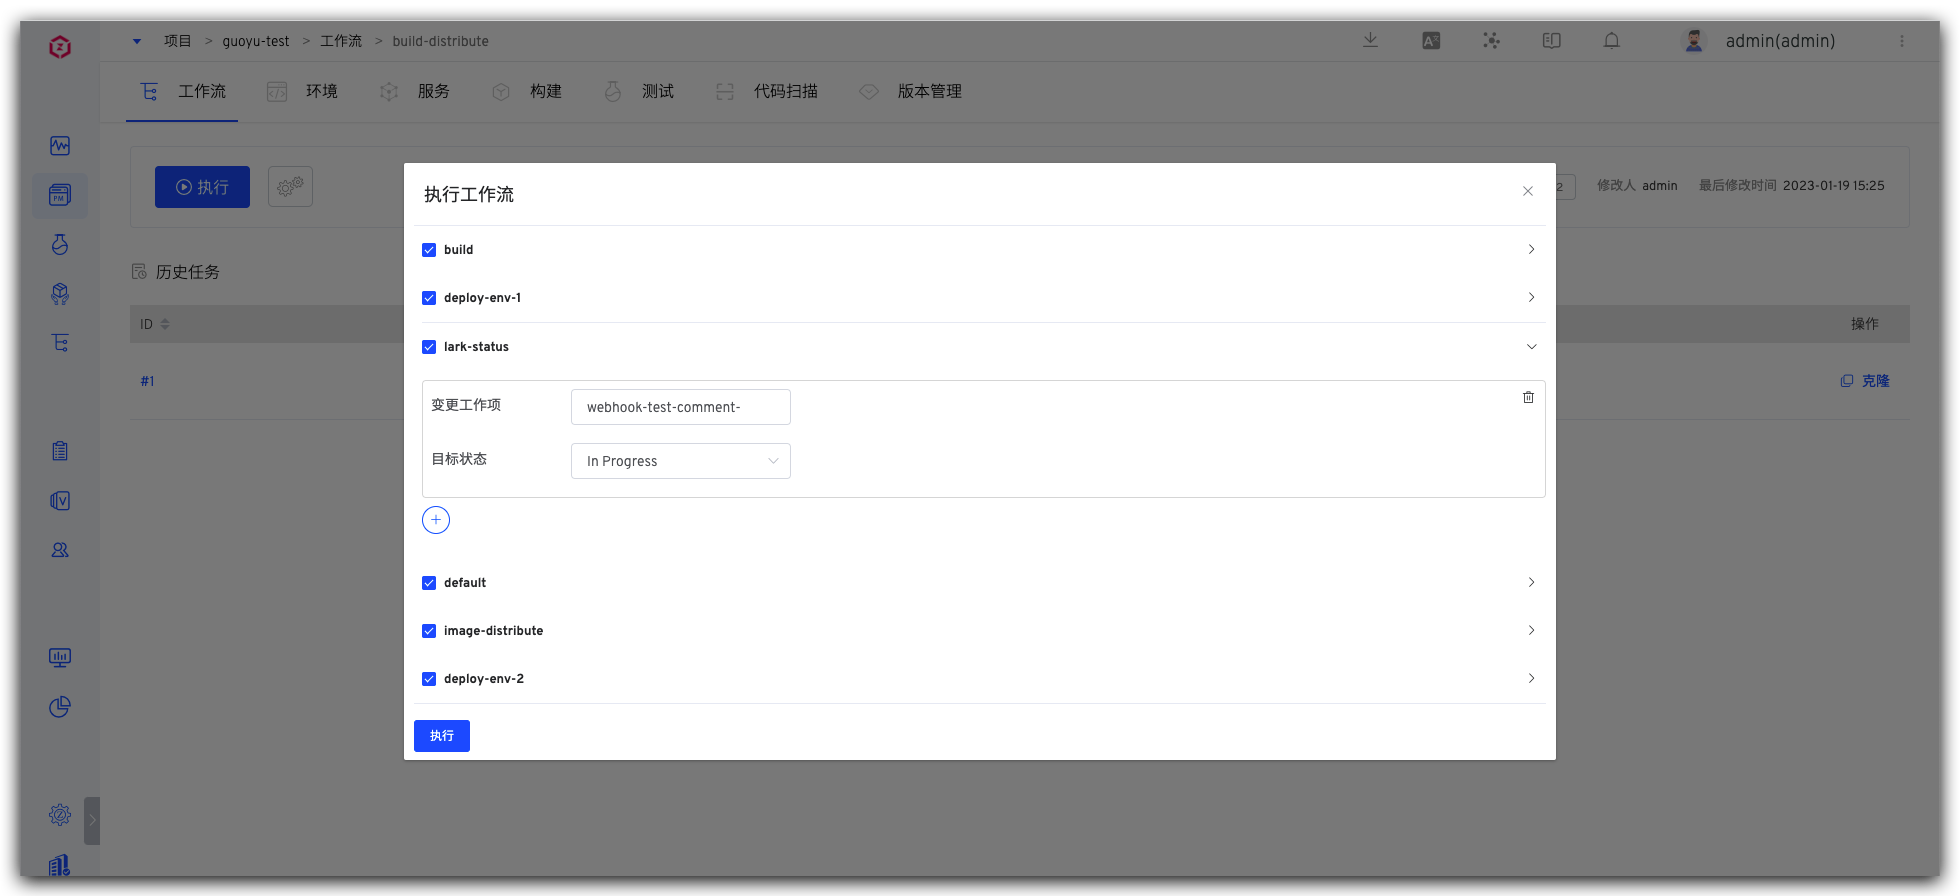 项目 > guoyu-test > 工作流 > build-distribute
admin(admin)
工作流 环境 服务 构建 测试 代码扫描 版本管理
执行
2 修改人 admin 最后修改时间 2023-01-19 15:25
历史任务
ID 操作
#1 克隆
执行工作流
build
deploy-env-1
lark-status
变更工作项 webhook-test-comment-
目标状态 In Progress
default
image-distribute
deploy-env-2
执行